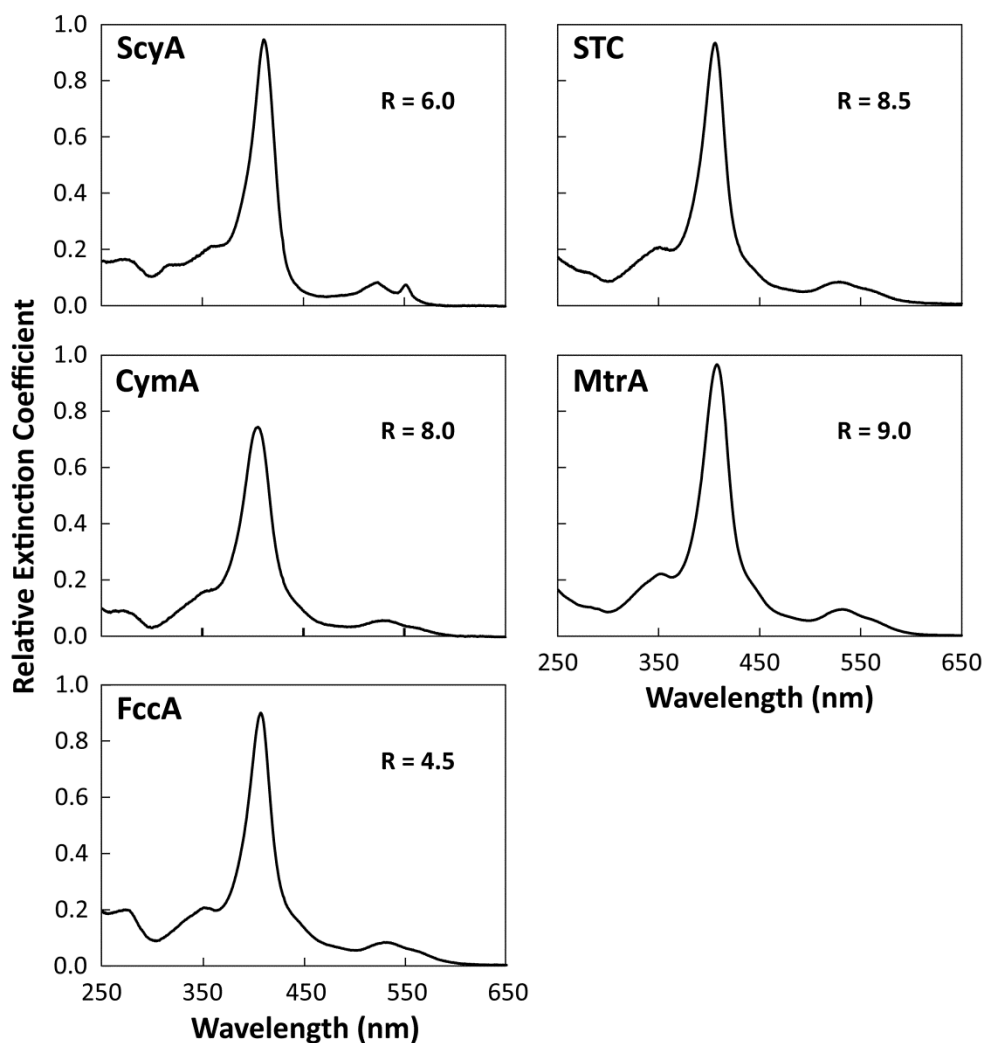 Relative Extinction Coefficient
ScyA
R = 6.0
1.0
0.8
0.6
0.4
0.2
0.0
STC
R = 8.5
CymA
R = 8.0
1.0
0.8
0.6
0.4
0.2
0.0
MtrA
R = 9.0
250 350 450 550 650
Wavelength (nm)
FccA
R = 4.5
1.0
0.8
0.6
0.4
0.2
0.0
250 350 450 550 650
Wavelength (nm)